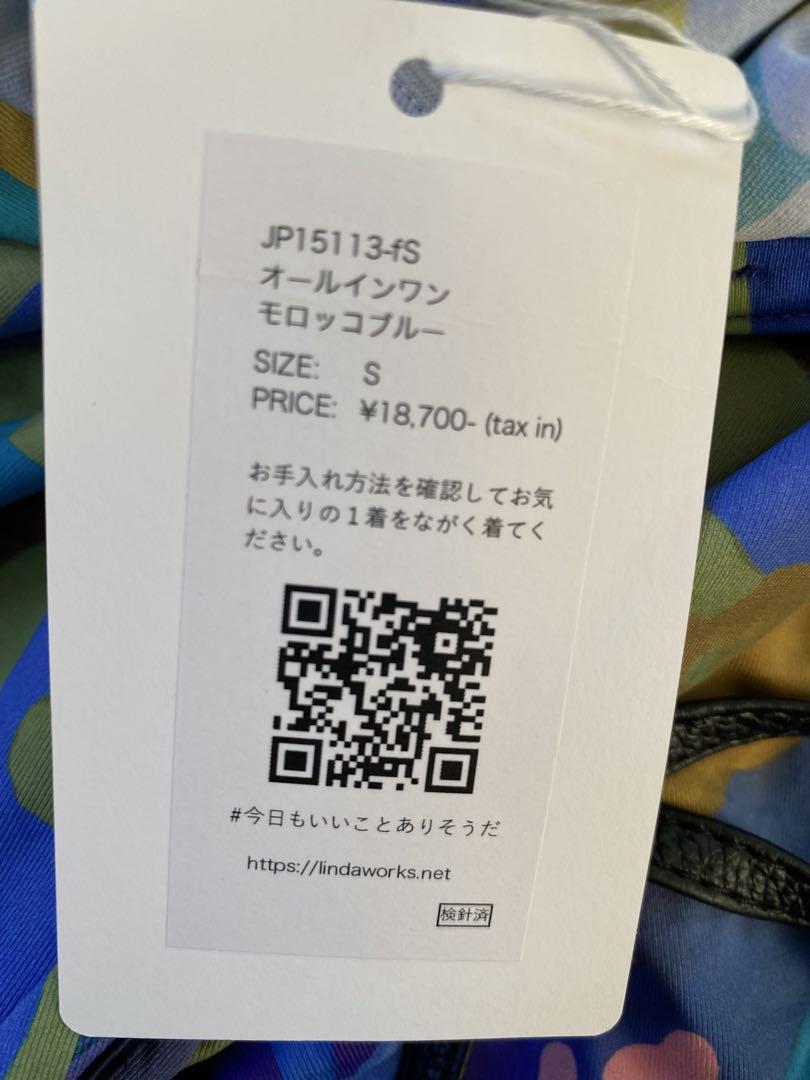 JP15113-fS
オールインワン
モロッコブルー
SIZE: S
PRICE: ¥18,700- (tax in)
お手入れ方法を確認してお気
に入りの1着をながく着てく
ださい。
#今日もいいことありそうだ
https://lindaworks.net
検針済